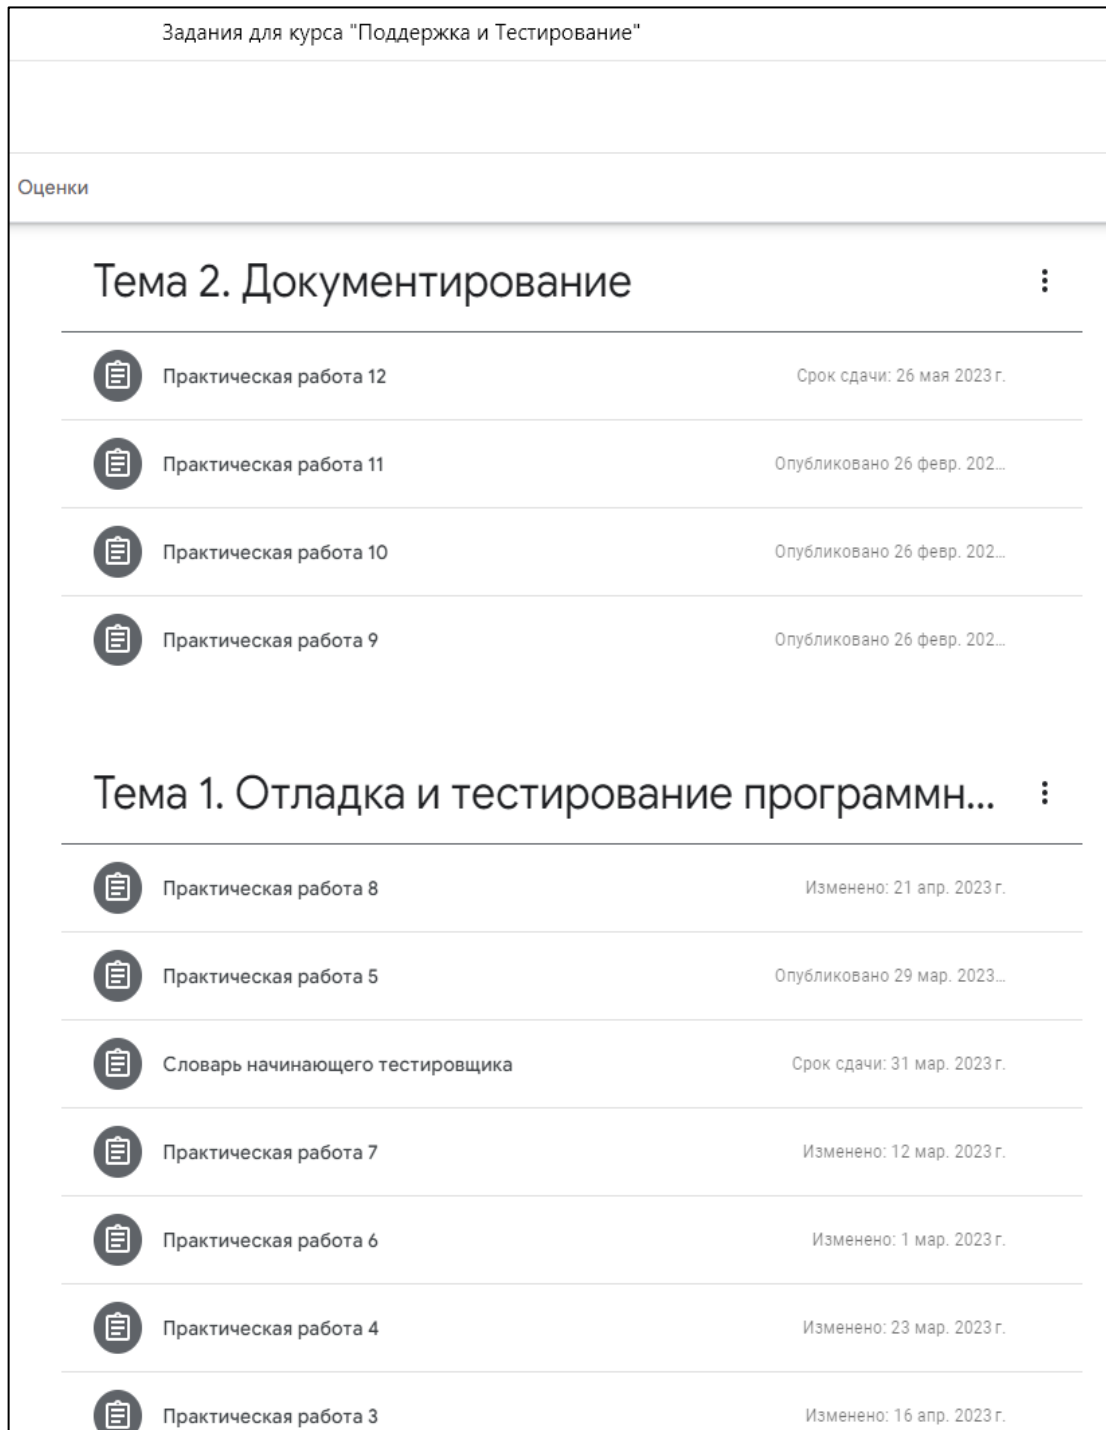 Задания для курса "Поддержка и Тестирование"
Оценки
Тема 2. Документирование
Практическая работа 12 Срок сдачи: 26 мая 2023 г.
Практическая работа 11 Опубликовано 26 февр. 202...
Практическая работа 10 Опубликовано 26 февр. 202...
Практическая работа 9 Опубликовано 26 февр. 202...
Тема 1. Отладка и тестирование программн...
Практическая работа 8 Изменено: 21 апр. 2023 г.
Практическая работа 5 Опубликовано 29 мар. 2023...
Словарь начинающего тестировщика Срок сдачи: 31 мар. 2023 г.
Практическая работа 7 Изменено: 12 мар. 2023 г.
Практическая работа 6 Изменено: 1 мар. 2023 г.
Практическая работа 4 Изменено: 23 мар. 2023 г.
Практическая работа 3 Изменено: 16 апр. 2023 г.